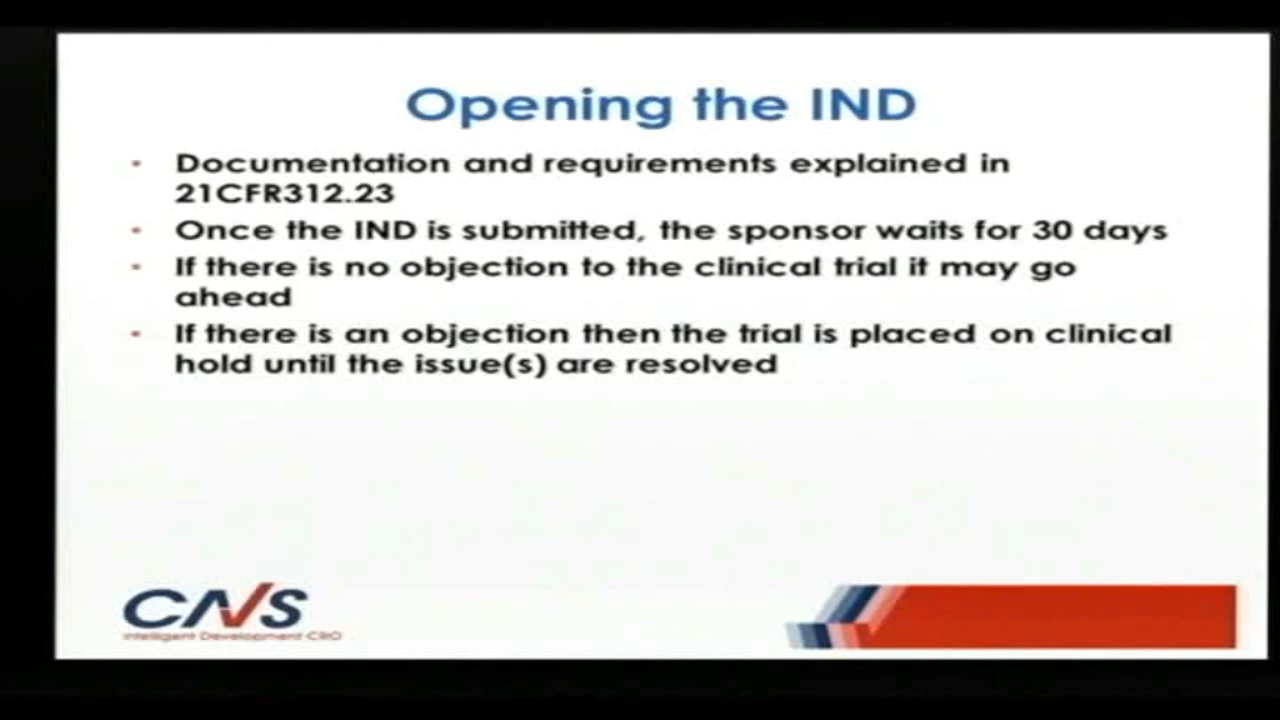 Opening the IND
• Documentation and requirements explained in
21CFR312.23
• Once the IND is submitted, the sponsor waits for 30 days
• If there is no objection to the clinical trial it may go
ahead
• If there is an objection then the trial is placed on clinical
hold until the issue(s) are resolved
CNS
Intelligent Development CRO